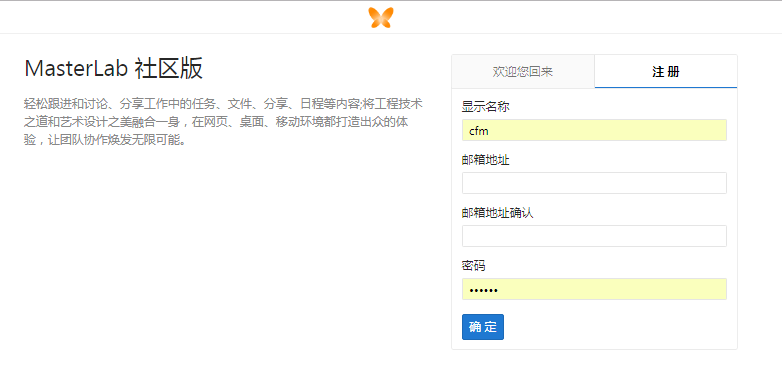 MasterLab 社区版
轻松跟进和讨论、分享工作中的任务、文件、分享、日程等内容;将工程技术
之道和艺术设计之美融合一身，在网页、桌面、移动环境都打造出众的体
验，让团队协作焕发无限可能。
欢迎您回来
注 册
显示名称
cfm
邮箱地址
邮箱地址确认
密码
••••••
确 定